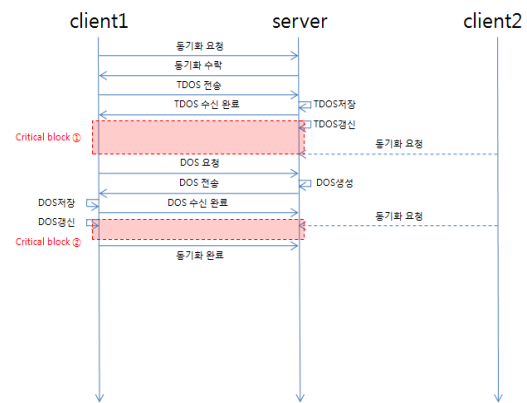 client1 server client2
동기화 요청
동기화 수락
TDOS 전송
TDOS저장
TDOS 수신 완료
TDOS갱신
Critical block ①
동기화 요청
DOS 요청
DOS 전송
DOS생성
DOS저장
DOS 수신 완료
DOS갱신
동기화 요청
Critical block ②
동기화 완료